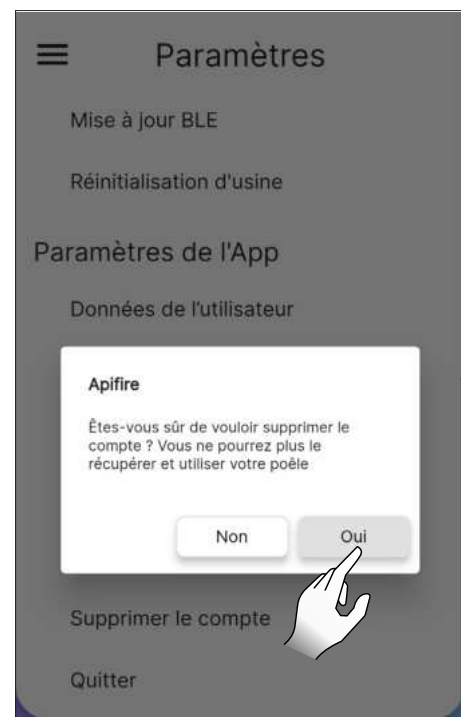 Paramètres
Mise à jour BLE
Réinitialisation d'usine
Paramètres de l'App
Données de l'utilisateur
Apifire
Êtes-vous sûr de vouloir supprimer le
compte ? Vous ne pourrez plus le
récupérer et utiliser votre poêle
Non Oui
Supprimer le compte
Quitter